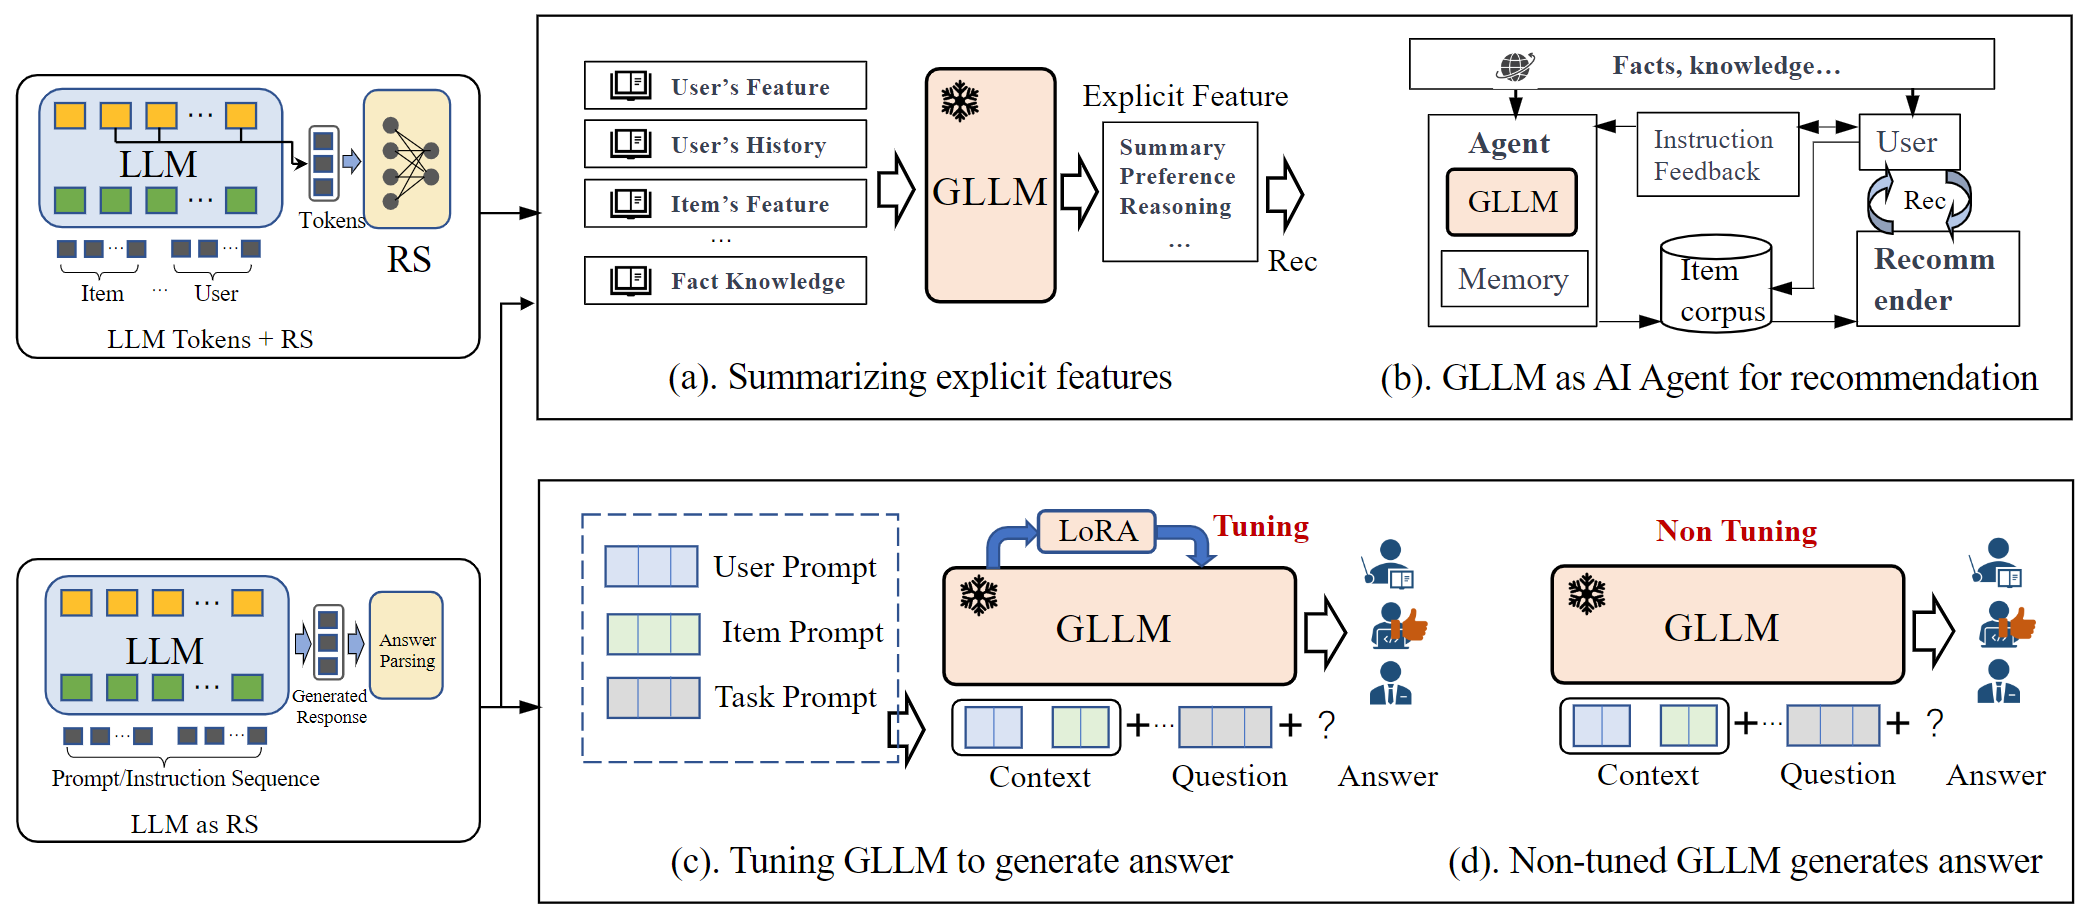 LLM
Tokens
RS
...
Item
...
User
...
LLM Tokens + RS
User's Feature
User's History
Item's Feature
...
Fact Knowledge
GLLM
Explicit Feature
Summary
Preference
Reasoning
...
Rec
(a). Summarizing explicit features
Facts, knowledge...
Agent
GLLM
Memory
Instruction
Feedback
User
Rec
Item
corpus
Recomm
ender
(b). GLLM as AI Agent for recommendation
LLM
Generated
Response
Answer
Parsing
Prompt/Instruction Sequence
LLM as RS
User Prompt
Item Prompt
Task Prompt
LoRA
Tuning
GLLM
+ ... + ?
Context
Question
Answer
(c). Tuning GLLM to generate answer
Non Tuning
GLLM
+ ... + ?
Context
Question
Answer
(d). Non-tuned GLLM generates answer